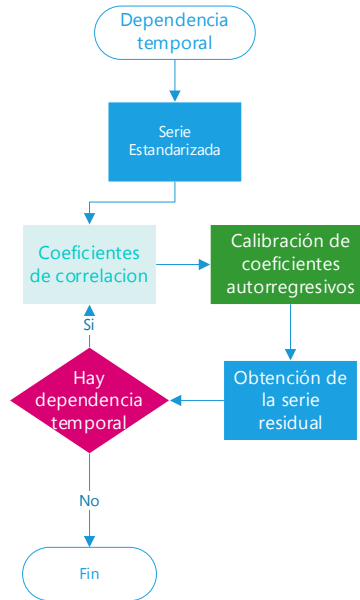 Dependencia
temporal
Serie
Estandarizada
Coeficientes
de correlacion
Calibración de
coeficientes
autorregresivos
Obtención de
la serie
residual
Si
Hay
dependencia
temporal
No
Fin